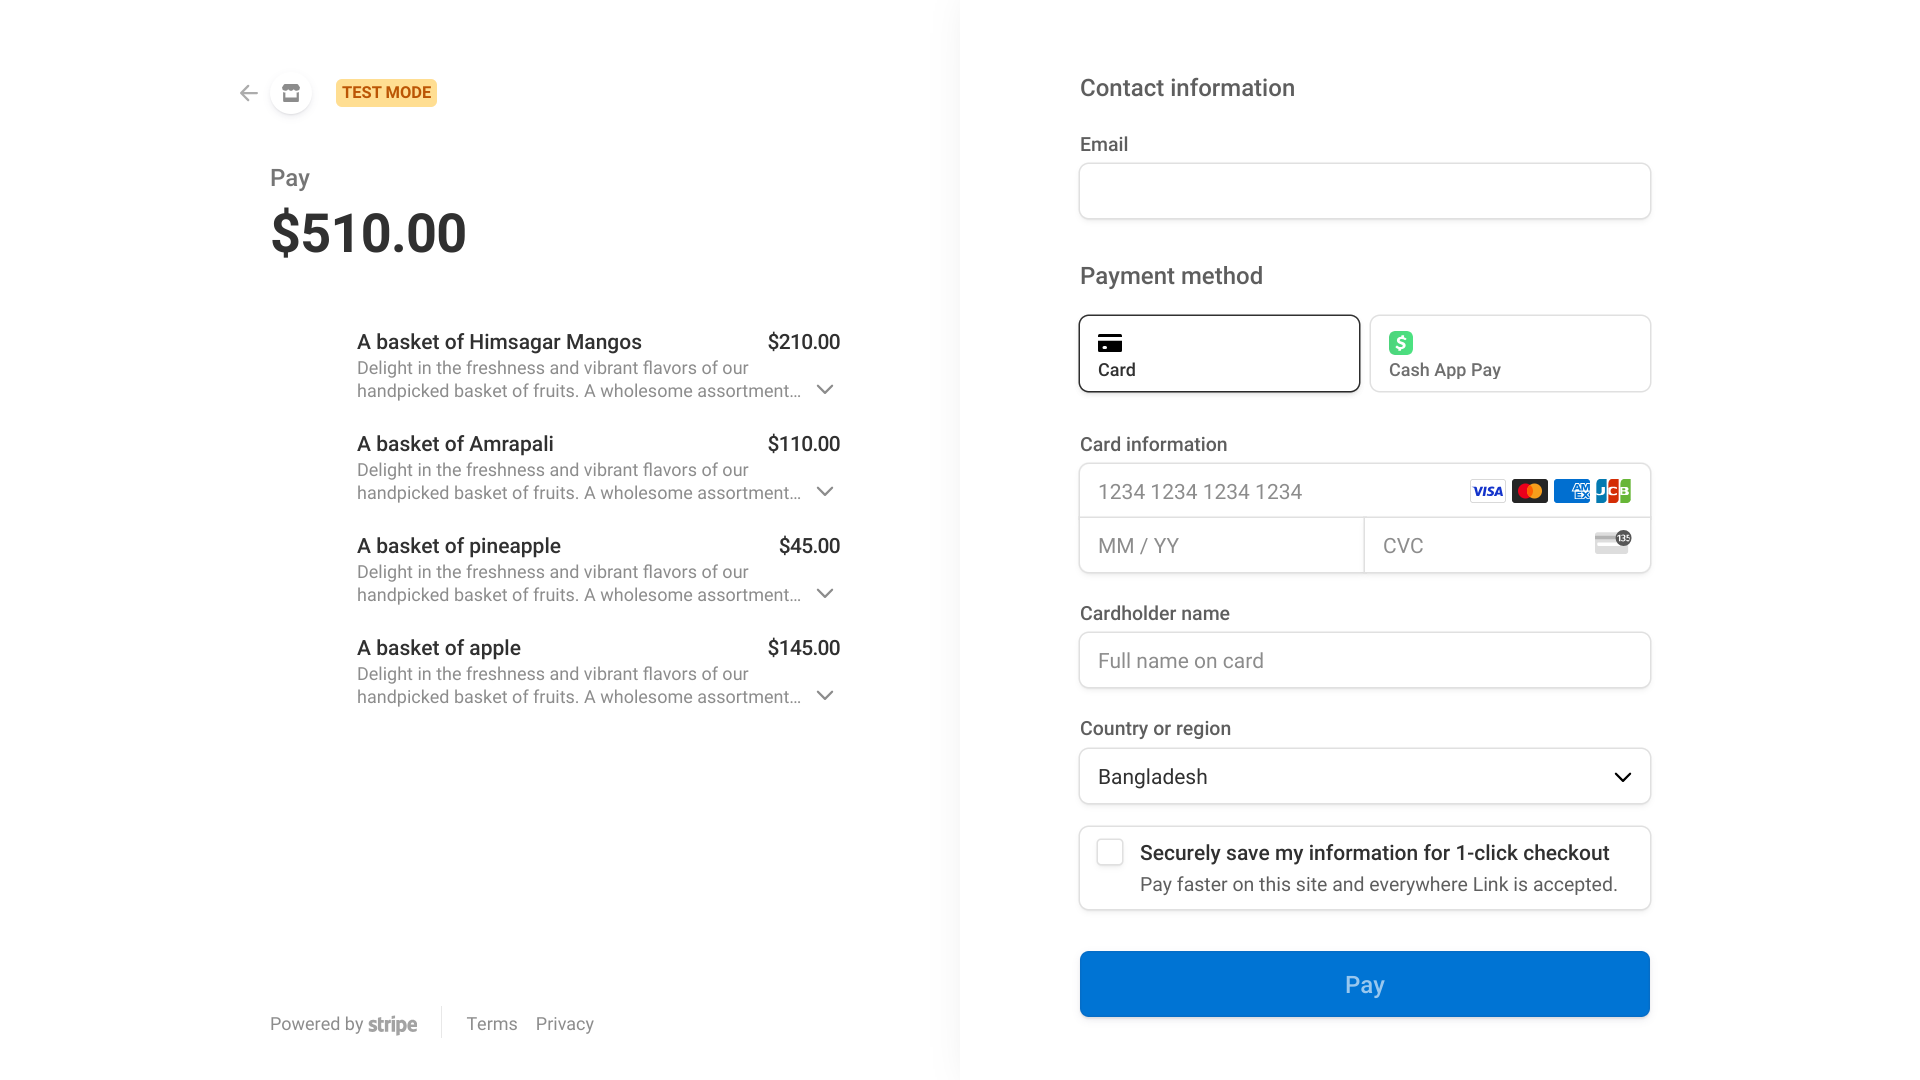 TEST MODE
Pay
$510.00
A basket of Himsagar Mangos $210.00
Delight in the freshness and vibrant flavors of our
handpicked basket of fruits. A wholesome assortment...
A basket of Amrapali $110.00
Delight in the freshness and vibrant flavors of our
handpicked basket of fruits. A wholesome assortment...
A basket of pineapple $45.00
Delight in the freshness and vibrant flavors of our
handpicked basket of fruits. A wholesome assortment...
A basket of apple $145.00
Delight in the freshness and vibrant flavors of our
handpicked basket of fruits. A wholesome assortment...
Powered by stripe Terms Privacy
Contact information
Email
Payment method
$
Card Cash App Pay
Card information
1234 1234 1234 1234 VISA AMEX JCB
MM / YY CVC 135
Cardholder name
Full name on card
Country or region
Bangladesh
Securely save my information for 1-click checkout
Pay faster on this site and everywhere Link is accepted.
Pay